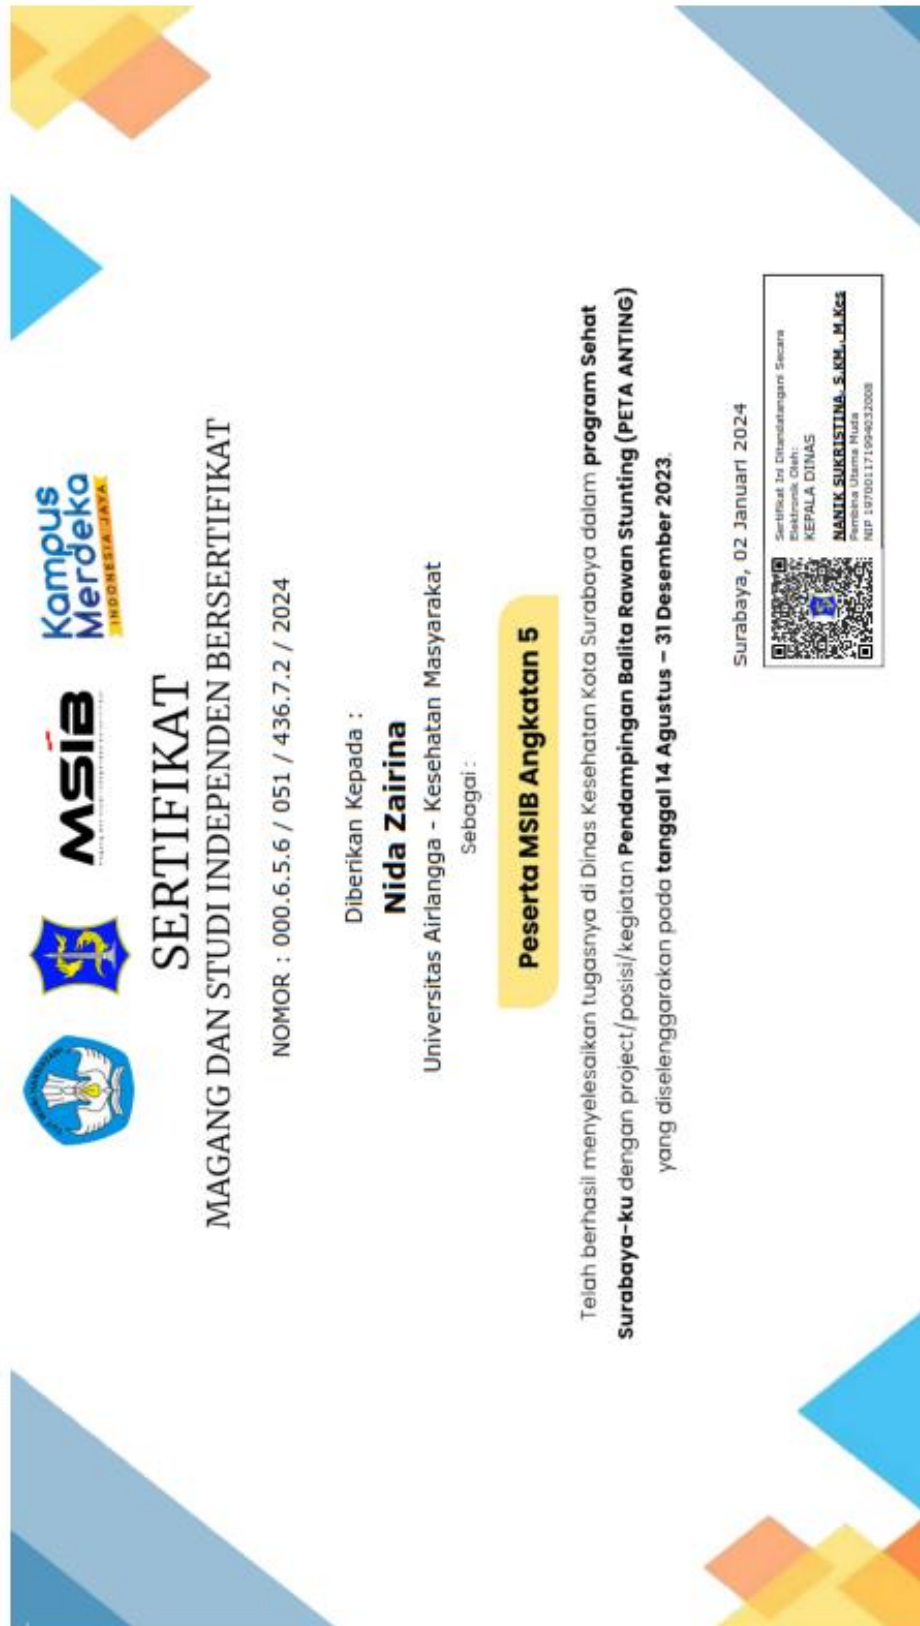 Kampus
Merdeka
INDONESIA JAYA
MSIB
SERTIFIKAT
MAGANG DAN STUDI INDEPENDEN BERSERTIFIKAT
NOMOR : 000.6.5.6 / 051 / 436.7.2 / 2024
Diberikan Kepada :
Nida Zairina
Universitas Airlangga - Kesehatan Masyarakat
Sebagai :
Peserta MSIB Angkatan 5
Telah berhasil menyelesaikan tugasnya di Dinas Kesehatan Kota Surabaya dalam program Sehat
Surabaya-ku dengan project/posisi/kegiatan Pendampingan Balita Rawan Stunting (PETA ANTING)
yang diselenggarakan pada tanggal 14 Agustus – 31 Desember 2023.
Surabaya, 02 Januari 2024
Sertifikat Ini Ditandatangani Secara
Elektronik Oleh:
KEPALA DINAS
NANIK SUKRISTINA, S.KM., M.Kes
Pembina Utama Muda
NIP 197001171994032008